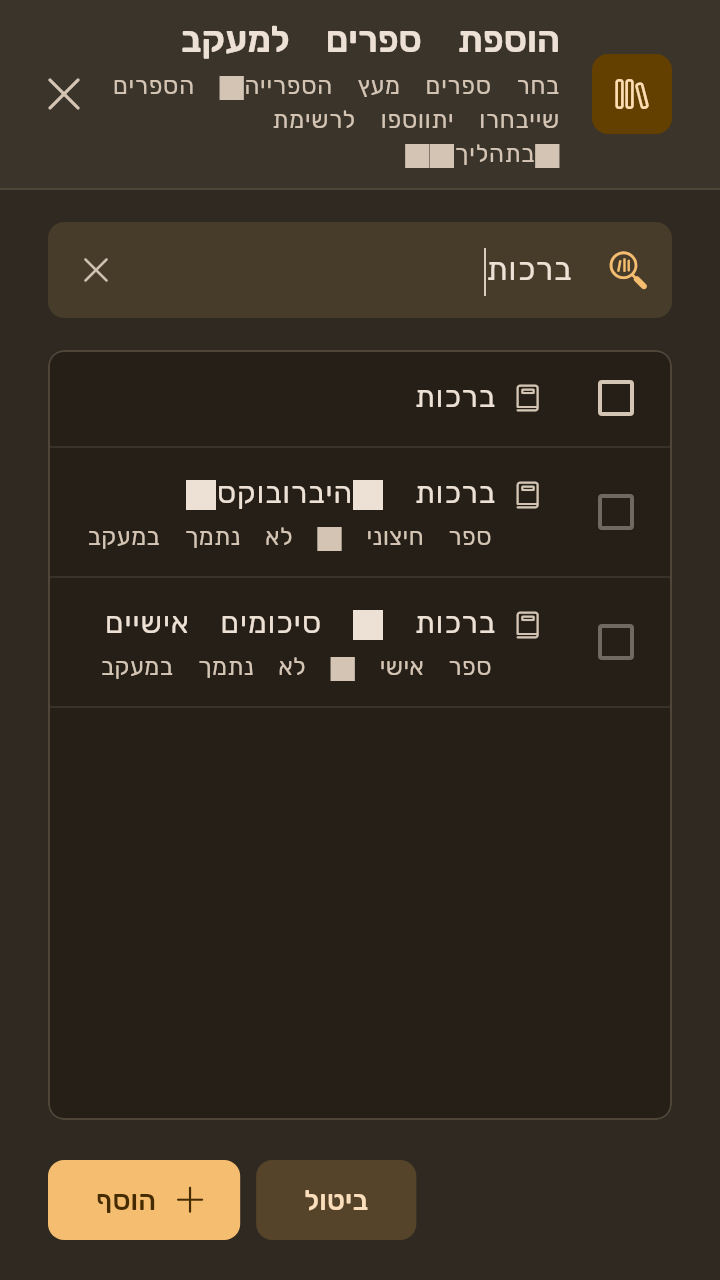 הוספת ספרים למעקב
בחר ספרים מעץ הספרייה הספרים
שייבחרו יתווספו לרשימת
בתהליך
ברכות
ברכות
ברכות היברובוקס
ספר חיצוני לא נתמך במעקב
ברכות סיכומים אישיים
ספר אישי לא נתמך במעקב
הוסף
ביטול